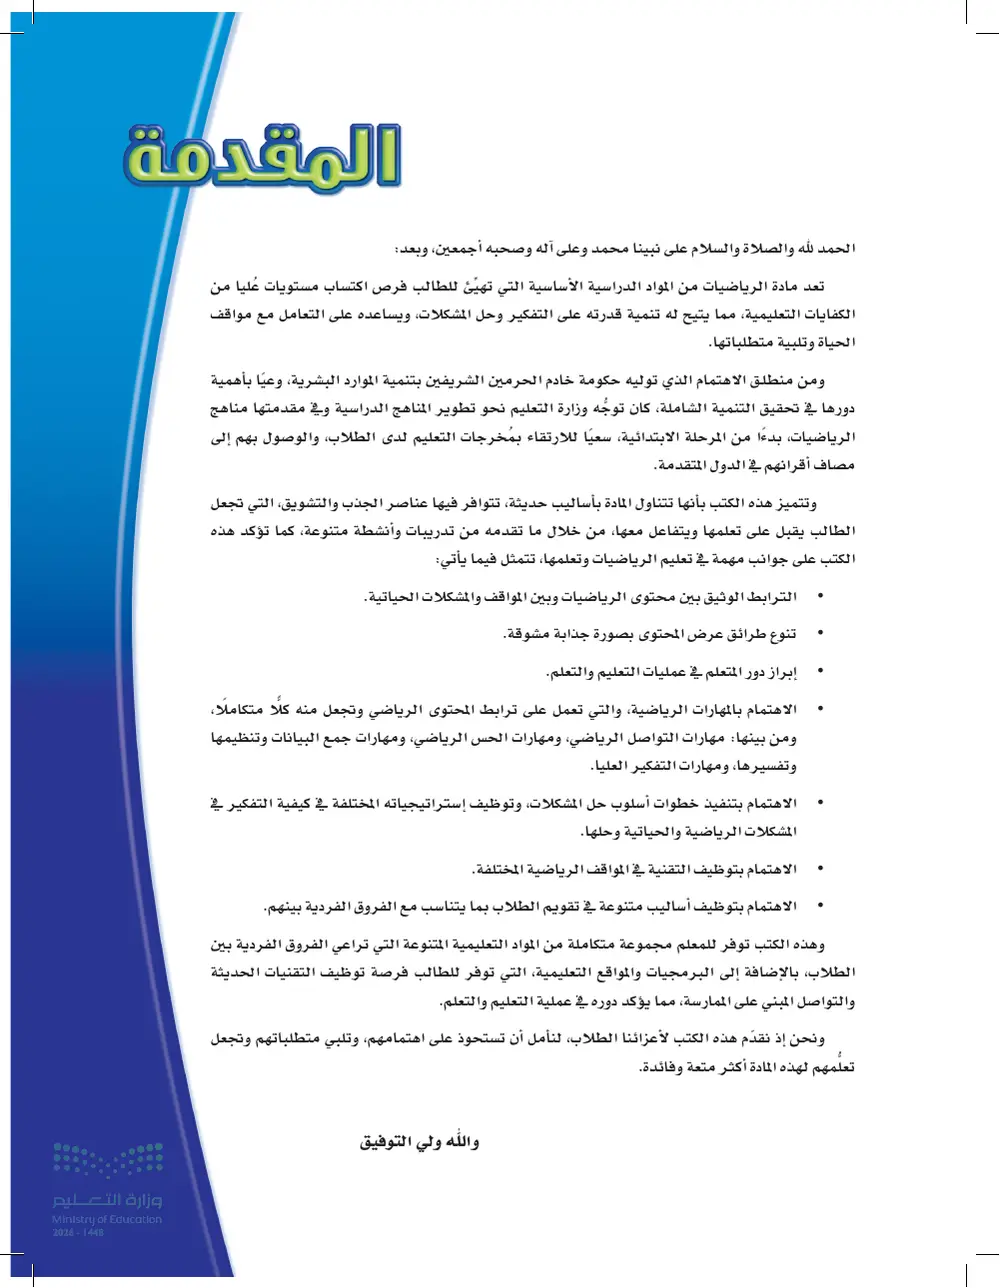 المقدمة
الحمد لله والصلاة والسلام على نبينا محمد وعلى آله وصحبه أجمعين، وبعد:
تعد مادة الرياضيات من المواد الدراسية الأساسية التي تهيِّئ للطالب فرص اكتساب مستويات عُليا من
الكفايات التعليمية، مما يتيح له تنمية قدرته على التفكير وحل المشكلات، ويساعده على التعامل مع مواقف
الحياة وتلبية متطلباتها.
ومن منطلق الاهتمام الذي توليه حكومة خادم الحرمين الشريفين بتنمية الموارد البشرية، وعيًا بأهمية
دورها في تحقيق التنمية الشاملة، كان توجُّه وزارة التعليم نحو تطوير المناهج الدراسية وفي مقدمتها مناهج
الرياضيات، بدءًا من المرحلة الابتدائية، سعيًا للارتقاء بمُخرجات التعليم لدى الطلاب، والوصول بهم إلى
مصاف أقرانهم في الدول المتقدمة.
وتتميز هذه الكتب بأنها تتناول المادة بأساليب حديثة، تتوافر فيها عناصر الجذب والتشويق، التي تجعل
الطالب يقبل على تعلمها ويتفاعل معها، من خلال ما تقدمه من تدريبات وأنشطة متنوعة، كما تؤكد هذه
الكتب على جوانب مهمة في تعليم الرياضيات وتعلمها، تتمثل فيما يأتي:
• الترابط الوثيق بين محتوى الرياضيات وبين المواقف والمشكلات الحياتية.
• تنوع طرائق عرض المحتوى بصورة جذابة مشوقة.
• إبراز دور المتعلم في عمليات التعليم والتعلم.
• الاهتمام بالمهارات الرياضية، والتي تعمل على ترابط المحتوى الرياضي وتجعل منه كلًّا متكاملًا،
ومن بينها: مهارات التواصل الرياضي، ومهارات الحس الرياضي، ومهارات جمع البيانات وتنظيمها
وتفسيرها، ومهارات التفكير العليا.
• الاهتمام بتنفيذ خطوات أسلوب حل المشكلات، وتوظيف إستراتيجياته المختلفة في كيفية التفكير في
المشكلات الرياضية والحياتية وحلها.
• الاهتمام بتوظيف التقنية في المواقف الرياضية المختلفة.
• الاهتمام بتوظيف أساليب متنوعة في تقويم الطلاب بما يتناسب مع الفروق الفردية بينهم.
وهذه الكتب توفر للمعلم مجموعة متكاملة من المواد التعليمية المتنوعة التي تراعي الفروق الفردية بين
الطلاب، بالإضافة إلى البرمجيات والمواقع التعليمية، التي توفر للطالب فرصة توظيف التقنيات الحديثة
والتواصل المبني على الممارسة، مما يؤكد دوره في عملية التعليم والتعلم.
ونحن إذ نقدّم هذه الكتب لأعزائنا الطلاب، لنأمل أن تستحوذ على اهتمامهم، وتلبي متطلباتهم وتجعل
تعلُّمهم لهذه المادة أكثر متعة وفائدة.
والله ولي التوفيق
وزارة التعليم
Ministry of Education
2026 - 1448